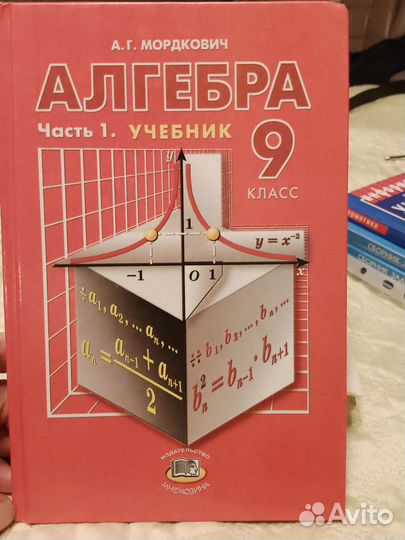 А.Г. МОРДКОВИЧ
АЛГЕБРА
Часть 1. УЧЕБНИК
9
КЛАСС
y
1
y = x⁻²
-1
0
1
x
÷ a₁, a₂, ... aₙ, ...
aₙ = (aₙ₋₁ + aₙ₊₁) / 2
÷÷ b₁, b₂, ..., bₙ, ...
bₙ² = bₙ₋₁ · bₙ₊₁
ИЗДАТЕЛЬСТВО
МНЕМОЗИНА
СБОРНИК
Avito